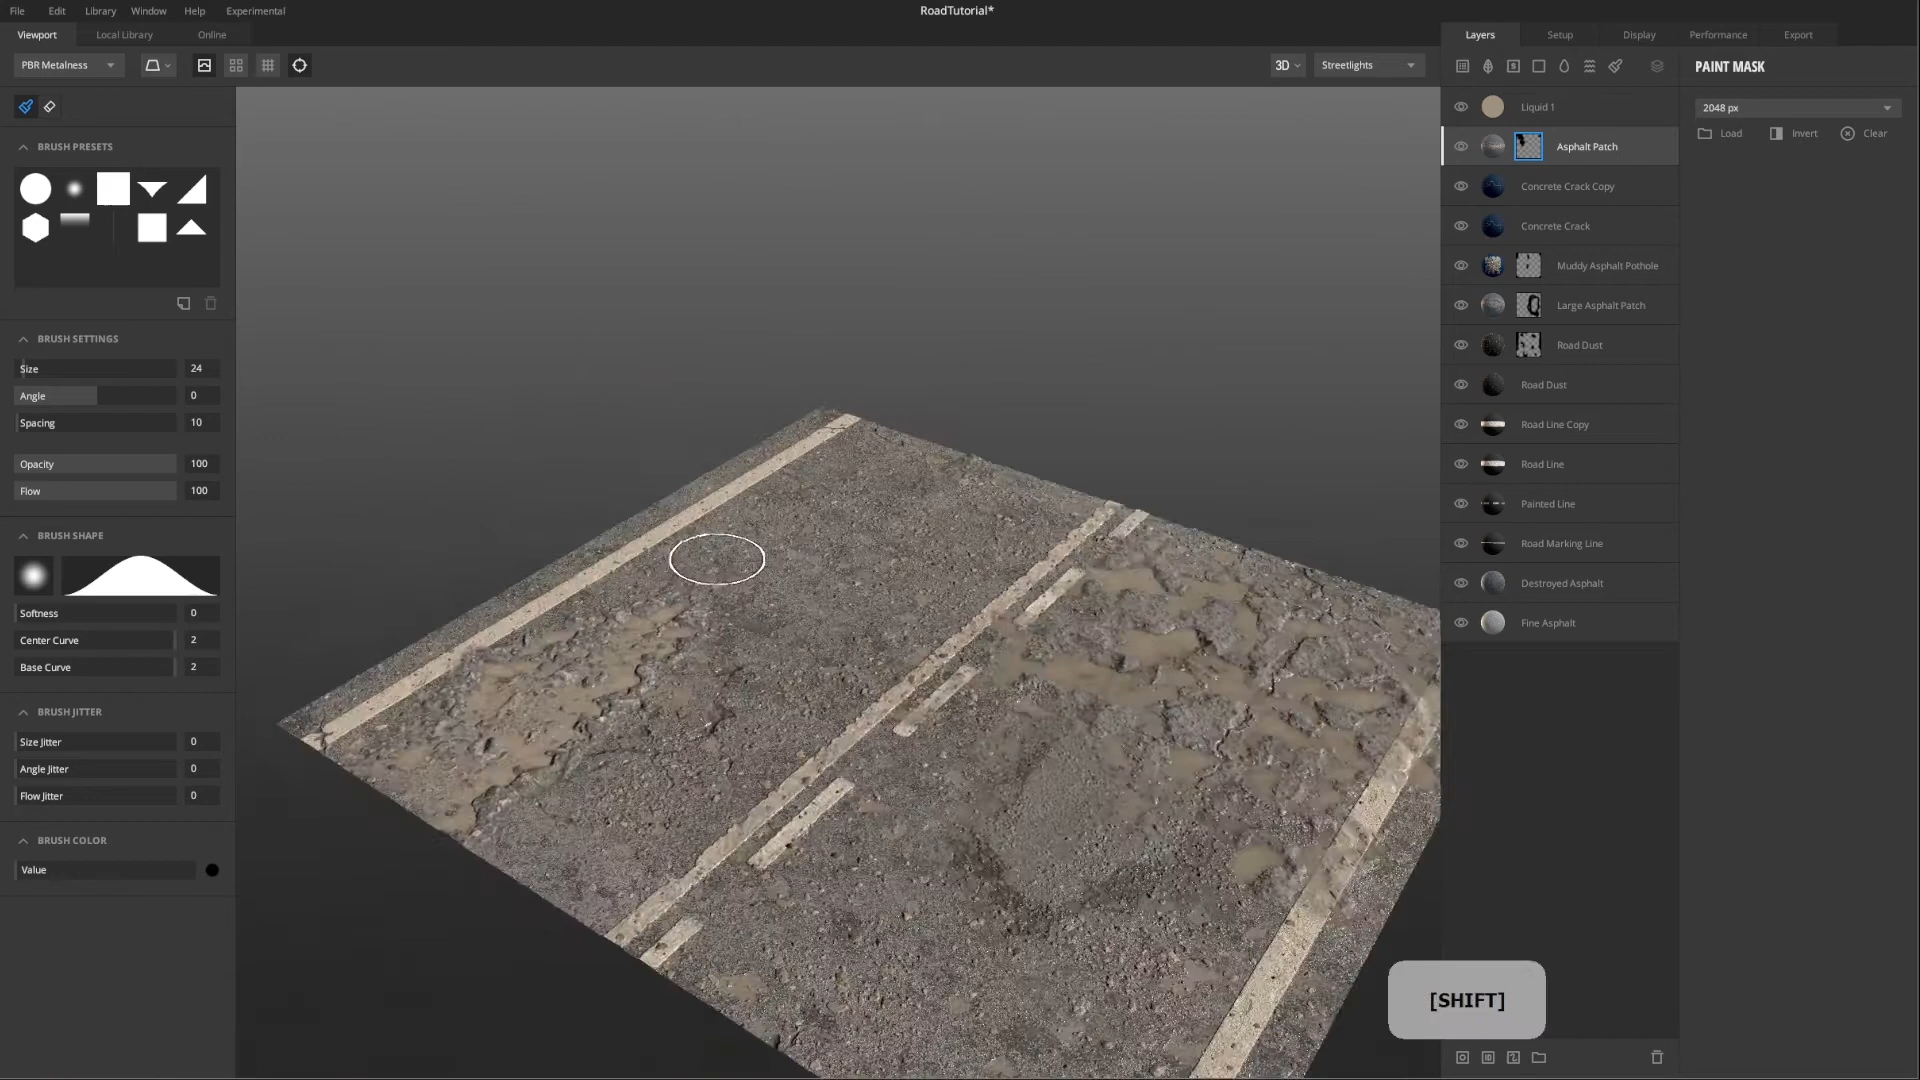 File Edit Library Window Help Experimental
RoadTutorial*
Viewport Local Library Online
Layers Setup Display Performance Export
PBR Metalness
3D
Streetlights
PAINT MASK
2048 px
Load Invert Clear
BRUSH PRESETS
BRUSH SETTINGS
Size 24
Angle 0
Spacing 10
Opacity 100
Flow 100
BRUSH SHAPE
Softness 0
Center Curve 2
Base Curve 2
BRUSH JITTER
Size Jitter 0
Angle Jitter 0
Flow Jitter 0
BRUSH COLOR
Value
Liquid 1
Asphalt Patch
Concrete Crack Copy
Concrete Crack
Muddy Asphalt Pothole
Large Asphalt Patch
Road Dust
Road Dust
Road Line Copy
Road Line
Painted Line
Road Marking Line
Destroyed Asphalt
Fine Asphalt
[SHIFT]